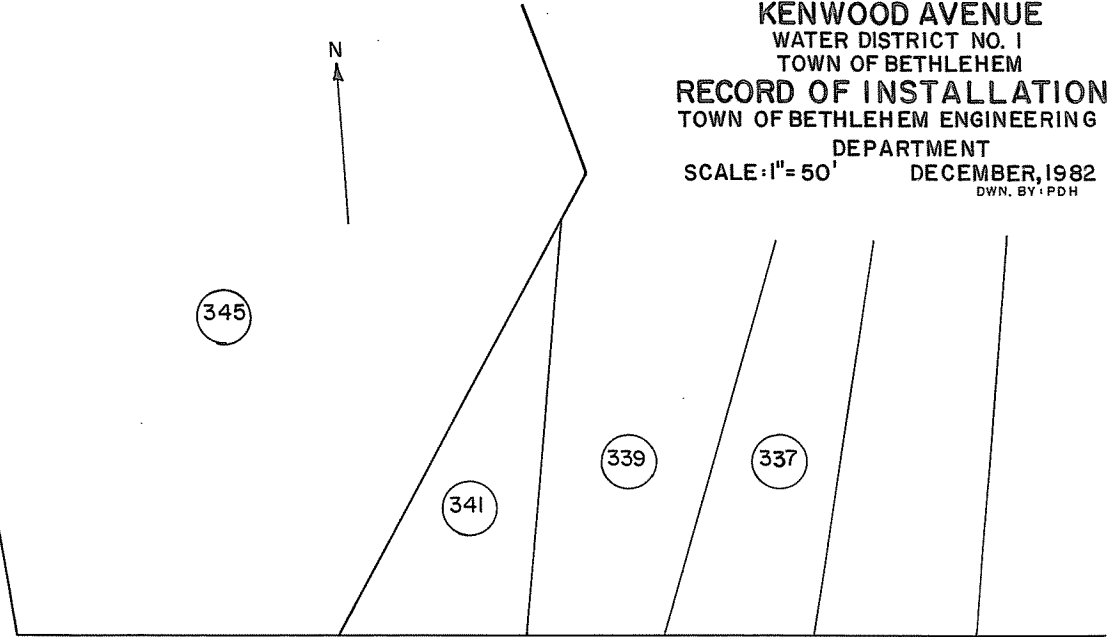 KENWOOD AVENUE
WATER DISTRICT NO. 1
TOWN OF BETHLEHEM
RECORD OF INSTALLATION
TOWN OF BETHLEHEM ENGINEERING
DEPARTMENT
SCALE: 1" = 50' DECEMBER, 1982
DWN. BY: PDH
N
345
339
337
341